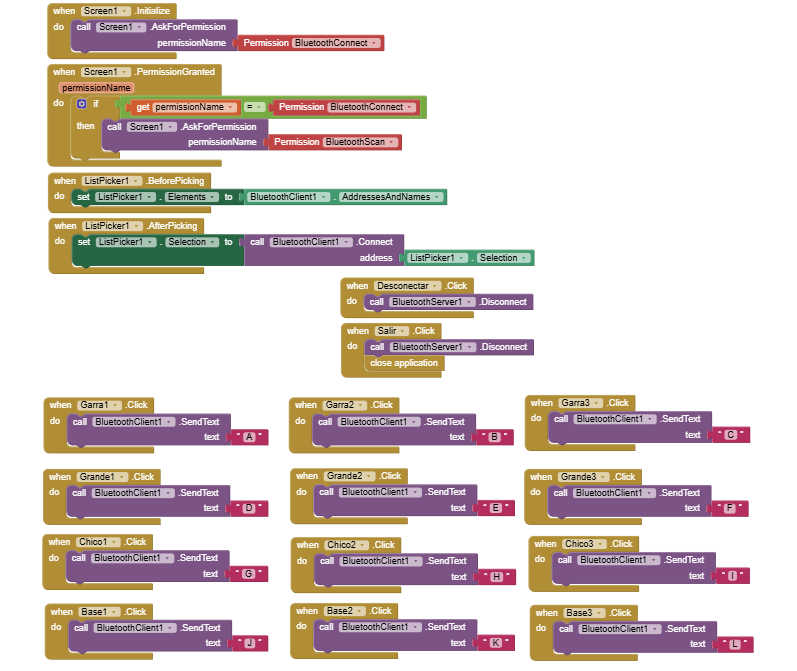 when Screen1 .Initialize
do call Screen1 .AskForPermission
permissionName Permission BluetoothConnect
when Screen1 .PermissionGranted
permissionName
do if get permissionName = Permission BluetoothConnect
then call Screen1 .AskForPermission
permissionName Permission BluetoothScan
when ListPicker1 .BeforePicking
do set ListPicker1 . Elements to BluetoothClient1 . AddressesAndNames
when ListPicker1 .AfterPicking
do set ListPicker1 . Selection to call BluetoothClient1 .Connect
address ListPicker1 . Selection
when Desconectar .Click
do call BluetoothServer1 .Disconnect
when Salir .Click
do call BluetoothServer1 .Disconnect
close application
when Garra1 .Click
do call BluetoothClient1 .SendText
text " A "
when Garra2 .Click
do call BluetoothClient1 .SendText
text " B "
when Garra3 .Click
do call BluetoothClient1 .SendText
text " C "
when Grande1 .Click
do call BluetoothClient1 .SendText
text " D "
when Grande2 .Click
do call BluetoothClient1 .SendText
text " E "
when Grande3 .Click
do call BluetoothClient1 .SendText
text " F "
when Chico1 .Click
do call BluetoothClient1 .SendText
text " G "
when Chico2 .Click
do call BluetoothClient1 .SendText
text " H "
when Chico3 .Click
do call BluetoothClient1 .SendText
text " I "
when Base1 .Click
do call BluetoothClient1 .SendText
text " J "
when Base2 .Click
do call BluetoothClient1 .SendText
text " K "
when Base3 .Click
do call BluetoothClient1 .SendText
text " L "